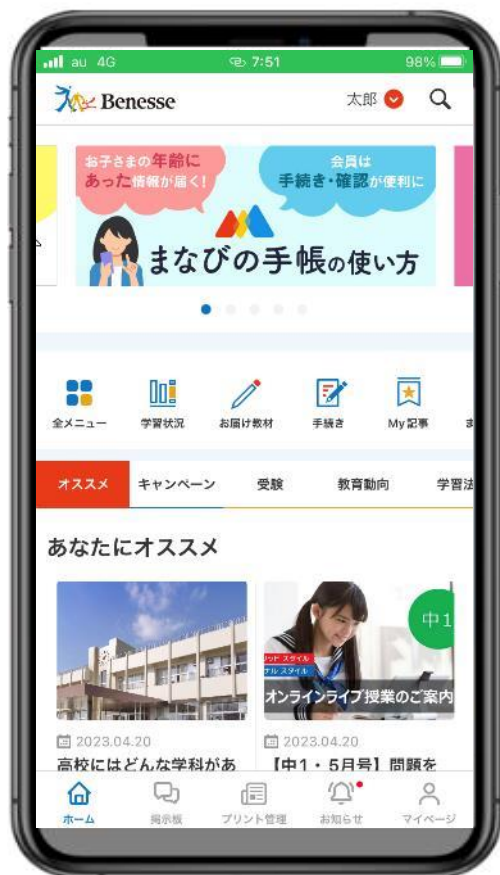 au 4G 7:51 98%
Benesse 太郎
お子さまの年齢に
あった情報が届く!
会員は
手続き・確認が便利に
まなびの手帳の使い方
全メニュー 学習状況 お届け教材 手続き My記事 ま
オススメ キャンペーン 受験 教育動向 学習法
あなたにオススメ
中1
オンラインライブ授業のご案内
2023.04.20 2023.04.20
高校にはどんな学科があ 【中1・5月号】問題を
ホーム 掲示板 プリント管理 お知らせ マイページ